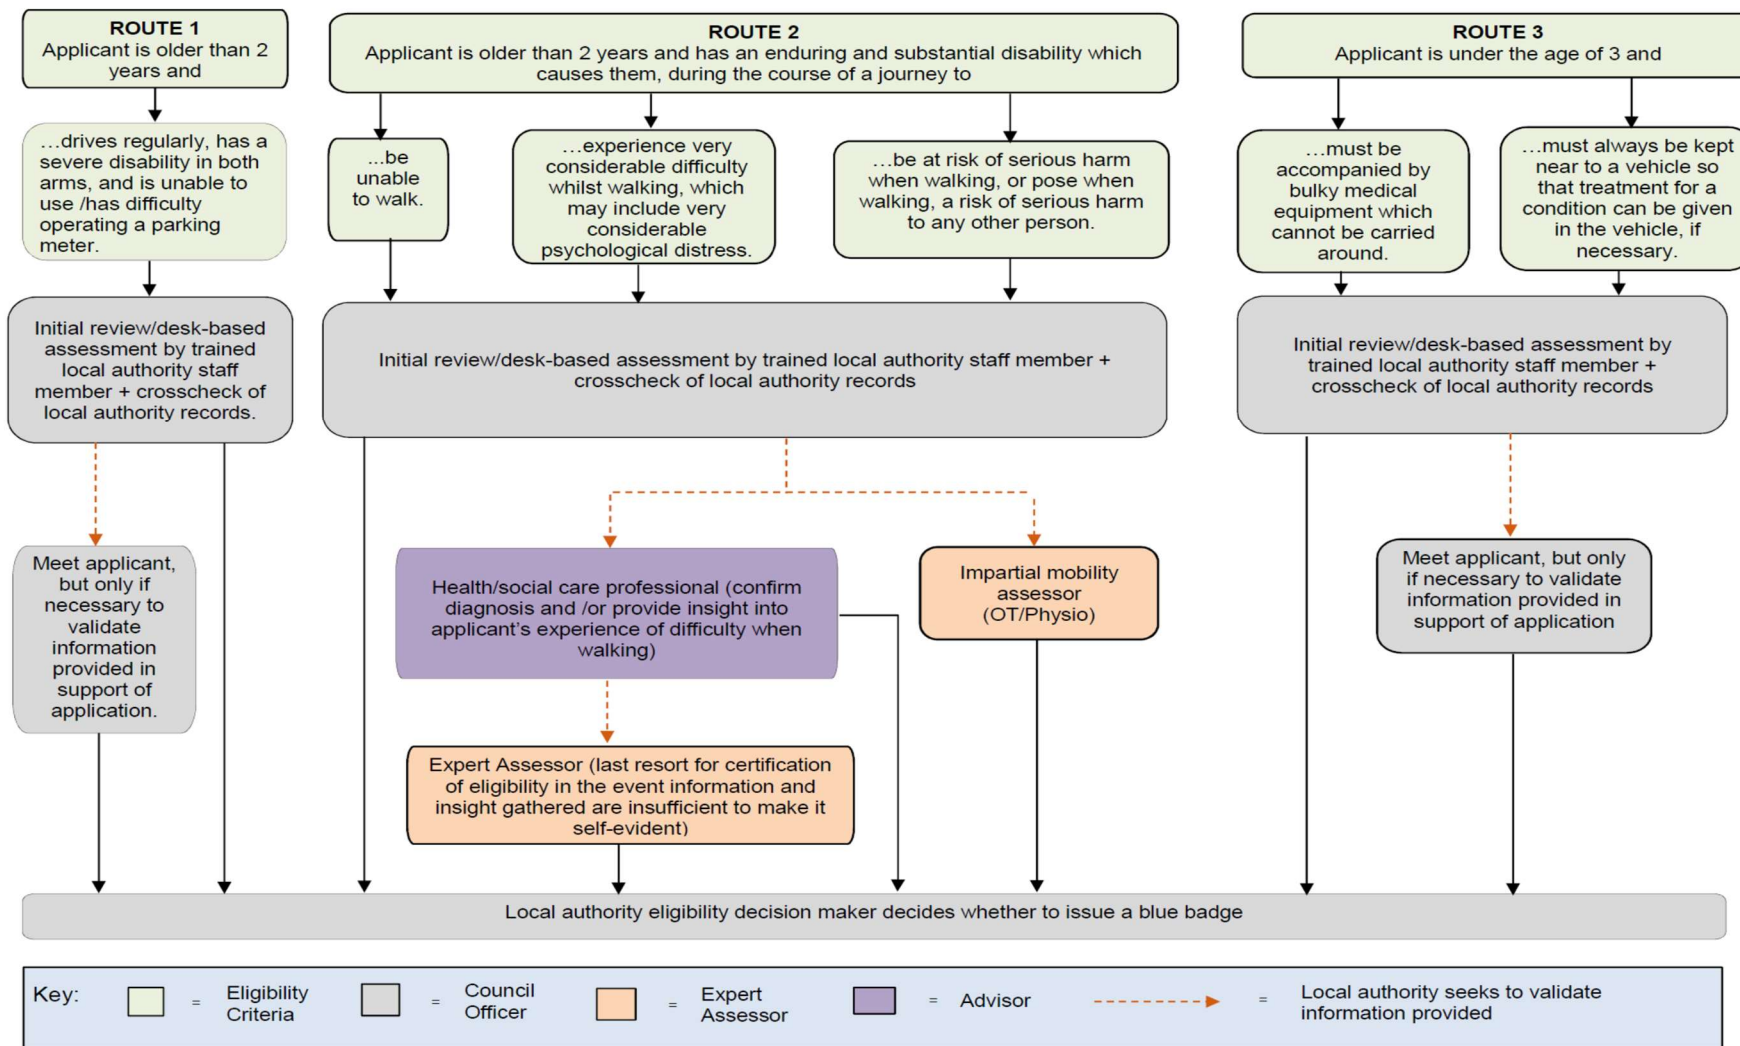 ROUTE 1
Applicant is older than 2
years and
…drives regularly, has a
severe disability in both
arms, and is unable to
use /has difficulty
operating a parking
meter.
Initial review/desk-based
assessment by trained
local authority staff
member + crosscheck of
local authority records.
Meet applicant,
but only if
necessary to
validate
information
provided in
support of
application.
ROUTE 2
Applicant is older than 2 years and has an enduring and substantial disability which
causes them, during the course of a journey to
...be
unable
to walk.
…experience very
considerable difficulty
whilst walking, which
may include very
considerable
psychological distress.
…be at risk of serious harm
when walking, or pose when
walking, a risk of serious harm
to any other person.
Initial review/desk-based assessment by trained local authority staff member +
crosscheck of local authority records
Health/social care professional (confirm
diagnosis and /or provide insight into
applicant's experience of difficulty when
walking)
Impartial mobility
assessor
(OT/Physio)
Expert Assessor (last resort for certification
of eligibility in the event information and
insight gathered are insufficient to make it
self-evident)
ROUTE 3
Applicant is under the age of 3 and
…must be
accompanied by
bulky medical
equipment which
cannot be carried
around.
…must always be kept
near to a vehicle so
that treatment for a
condition can be given
in the vehicle, if
necessary.
Initial review/desk-based assessment by
trained local authority staff member +
crosscheck of local authority records
Meet applicant, but only
if necessary to validate
information provided in
support of application
Local authority eligibility decision maker decides whether to issue a blue badge
Key:
= Eligibility
Criteria
= Council
Officer
= Expert
Assessor
= Advisor
= Local authority seeks to validate
information provided